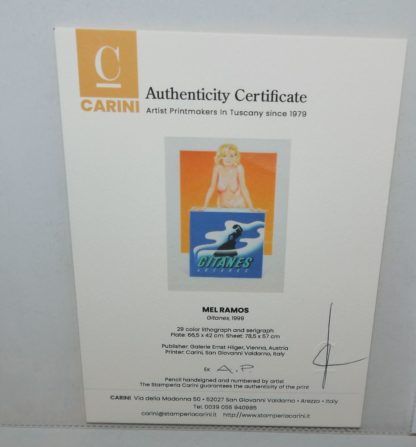 C
CARINI
Authenticity Certificate
Artist Printmakers in Tuscany since 1979
GITANES
MEL RAMOS
Gitanes, 1999
29 color lithograph and serigraph
Plate: 66,5 x 42 cm. Sheet: 78,5 x 57 cm
Publisher: Galerie Ernst Hilger, Vienna, Austria
Printer: Carini, San Giovanni Valdarno, Italy
Ex A.P
Pencil handsigned and numbered by artist
The Stamperia Carini guarantees the authenticity of the print
CARINI Via della Madonna 50 • 52027 San Giovanni Valdarno • Arezzo • Italy
Tel. 0039 055 940985
carini@stamperiacarini.it http://www.stamperiacarini.it